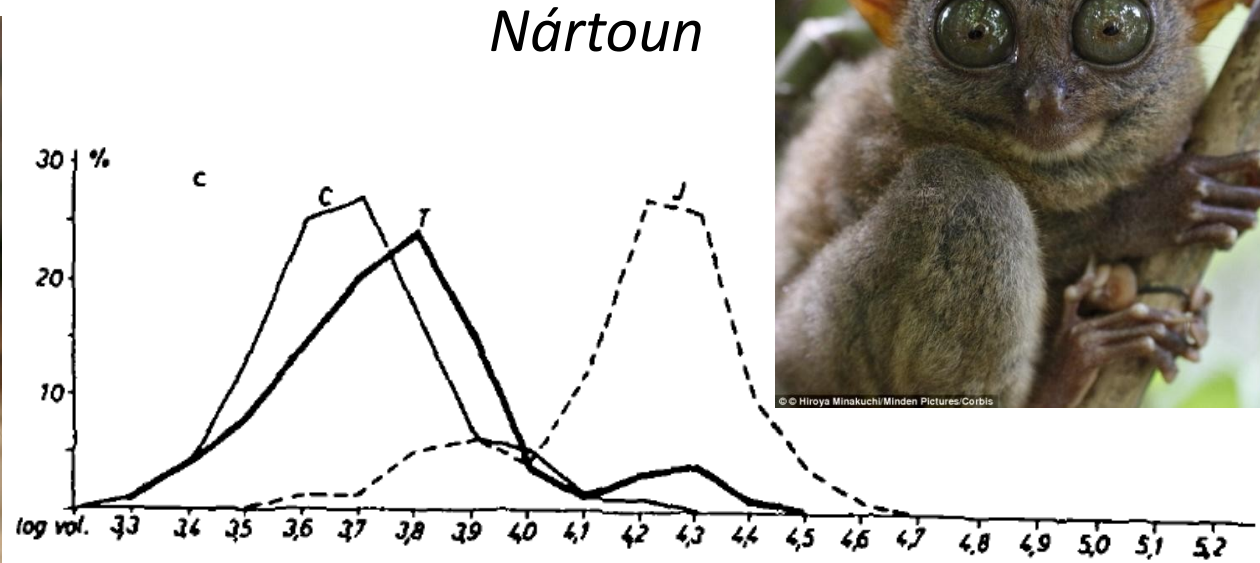 Nártoun
30 %
c
C
T
J
20
10
log vol. 3,3 3,4 3,5 3,6 3,7 3,8 3,9 4,0 4,1 4,2 4,3 4,4 4,5 4,6 4,7 4,8 4,9 5,0 5,1 5,2
© © Hiroya Minakuchi/Minden Pictures/Corbis